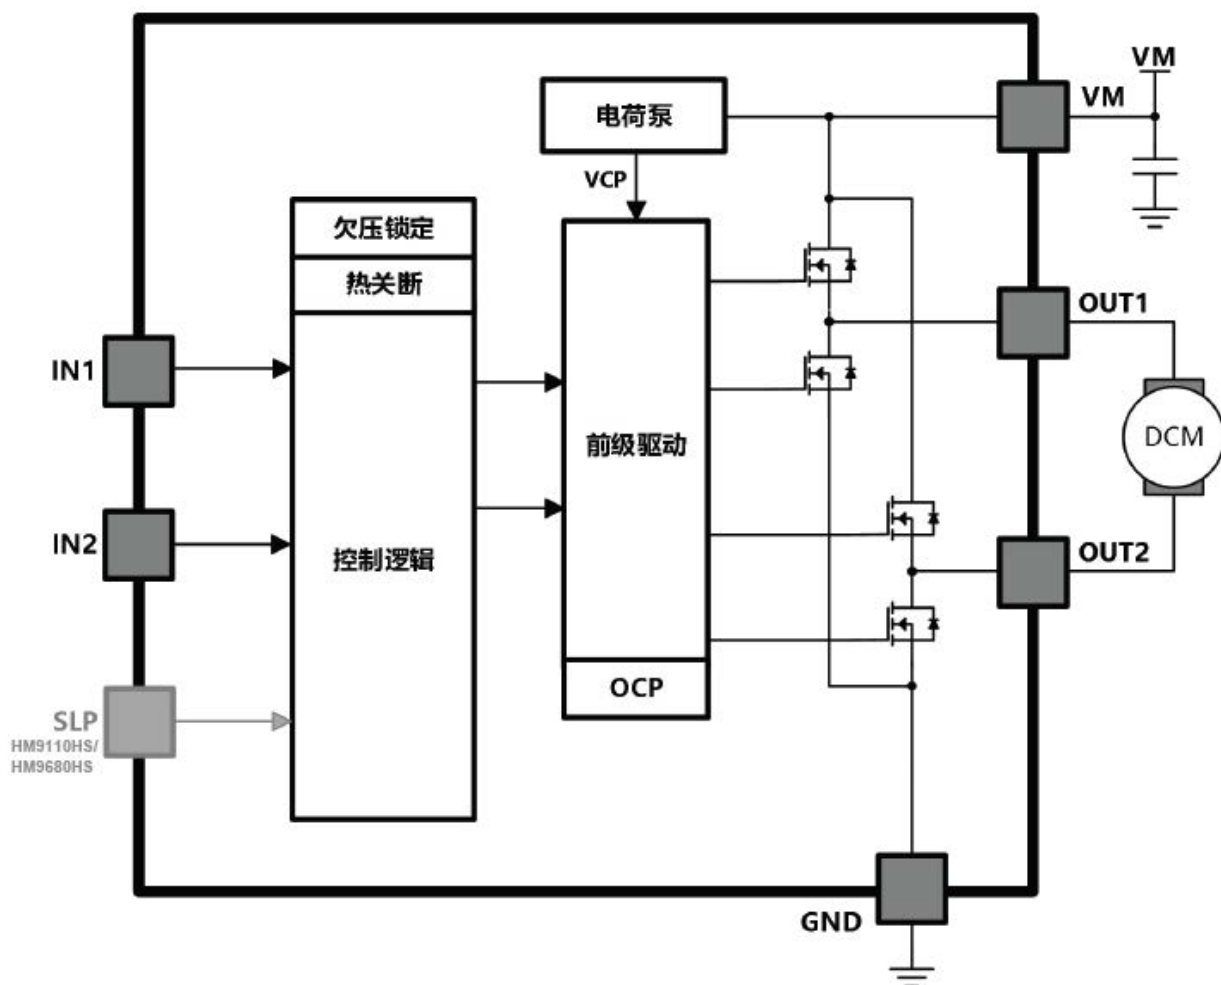 VM
VM
电荷泵
VCP
欠压锁定
热关断
OUT1
IN1
前级驱动
DCM
IN2
控制逻辑
OUT2
OCP
SLP
HM9110HS/
HM9680HS
GND